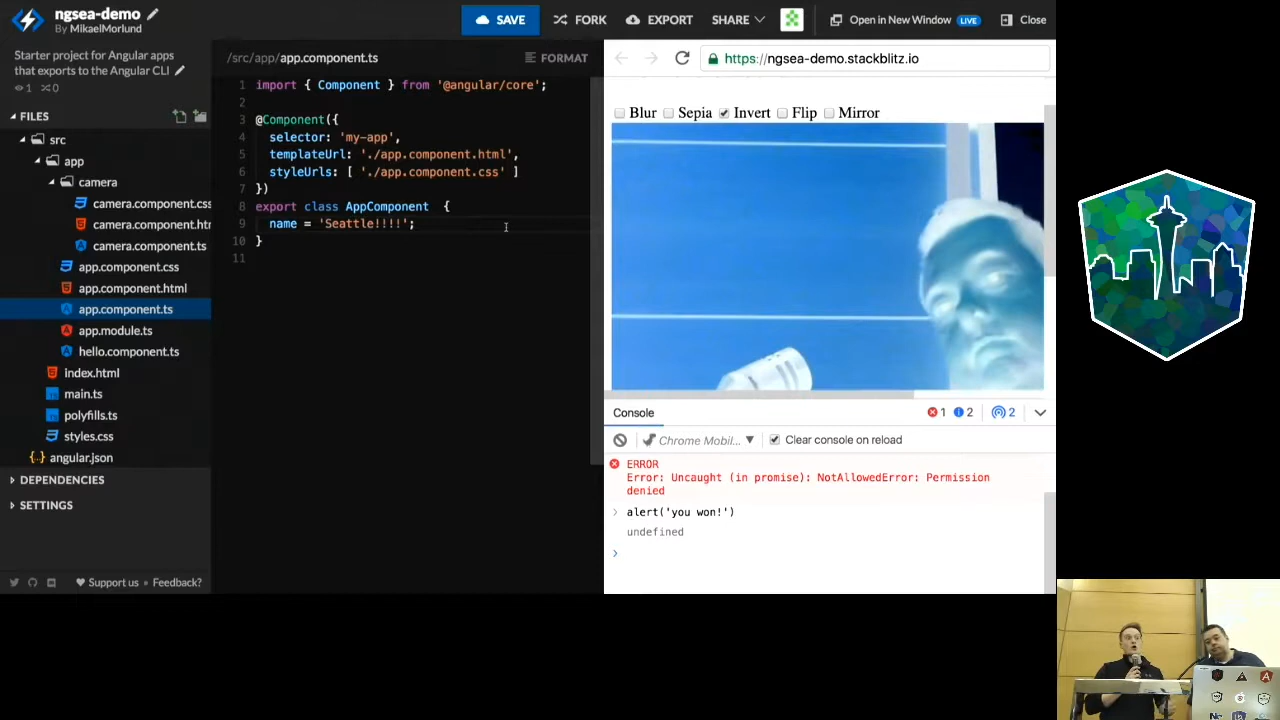 ngsea-demo
By MikaelMorlund
SAVE
FORK
EXPORT
SHARE
Open in New Window LIVE
Close
Starter project for Angular apps
that exports to the Angular CLI
1 0
FILES
src
app
camera
camera.component.css
camera.component.htm
camera.component.ts
app.component.css
app.component.html
app.component.ts
app.module.ts
hello.component.ts
index.html
main.ts
polyfills.ts
styles.css
angular.json
DEPENDENCIES
SETTINGS
Support us
Feedback?
/src/app/app.component.ts
FORMAT
1 import { Component } from '@angular/core';
2
3 @Component({
4 selector: 'my-app',
5 templateUrl: './app.component.html',
6 styleUrls: [ './app.component.css' ]
7 })
8 export class AppComponent {
9 name = 'Seattle!!!!';
10 }
11
https://ngsea-demo.stackblitz.io
Blur Sepia Invert Flip Mirror
Console
1 2 2
Chrome Mobil...
Clear console on reload
ERROR
Error: Uncaught (in promise): NotAllowedError: Permission
denied
> alert('you won!')
undefined
>